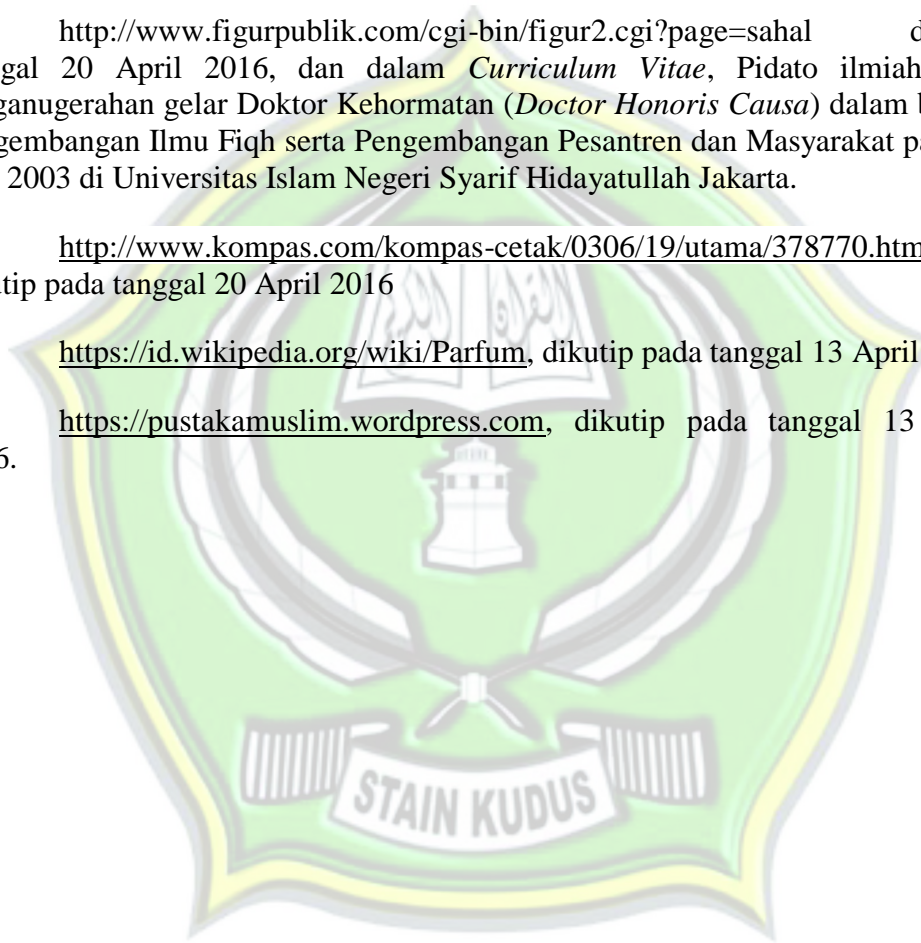 http://www.figurpublik.com/cgi-bin/figur2.cgi?page=sahal d
gal 20 April 2016, dan dalam Curriculum Vitae, Pidato ilmiah
ganugerahan gelar Doktor Kehormatan (Doctor Honoris Causa) dalam
gembangan Ilmu Fiqh serta Pengembangan Pesantren dan Masyarakat pa
2003 di Universitas Islam Negeri Syarif Hidayatullah Jakarta.
http://www.kompas.com/kompas-cetak/0306/19/utama/378770.htm
tip pada tanggal 20 April 2016
https://id.wikipedia.org/wiki/Parfum, dikutip pada tanggal 13 April
https://pustakamuslim.wordpress.com, dikutip pada tanggal 13
6.
STAIN KUDUS